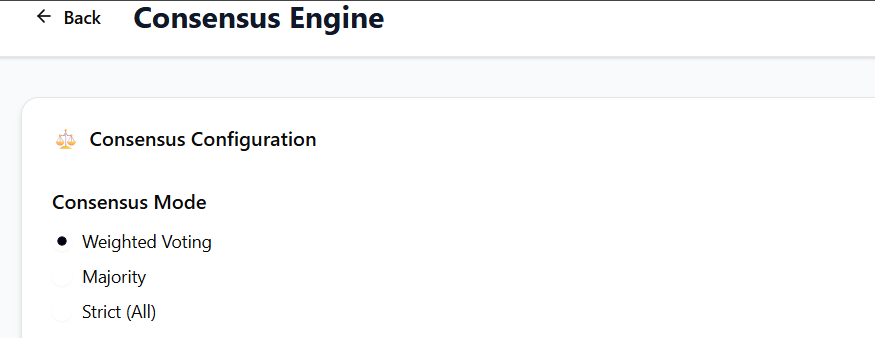 ← Back Consensus Engine
Consensus Configuration
Consensus Mode
Weighted Voting
Majority
Strict (All)